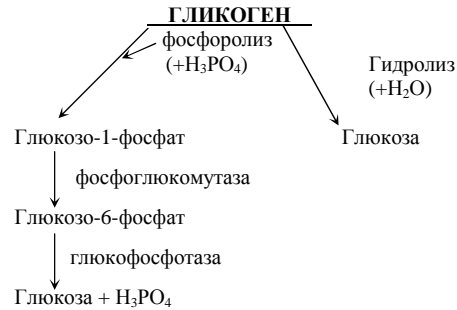 ГЛИКОГЕН
фосфоролиз
(+H₃PO₄)
Гидролиз
(+H₂O)
Глюкозо-1-фосфат
Глюкоза
фосфоглюкомутаза
Глюкозо-6-фосфат
глюкофосфотаза
Глюкоза + H₃PO₄